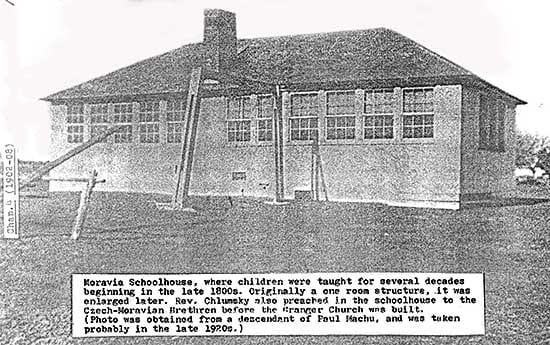 Moravia Schoolhouse, where children were taught for several decades
beginning in the late 1800s. Originally a one room structure, it was
enlarged later. Rev. Chlumsky also preached in the schoolhouse to the
Czech-Moravian Brethren before the Granger Church was built.
(Photo was obtained from a descendant of Paul Machu, and was taken
probably in the late 1920s.)
(1902-08)